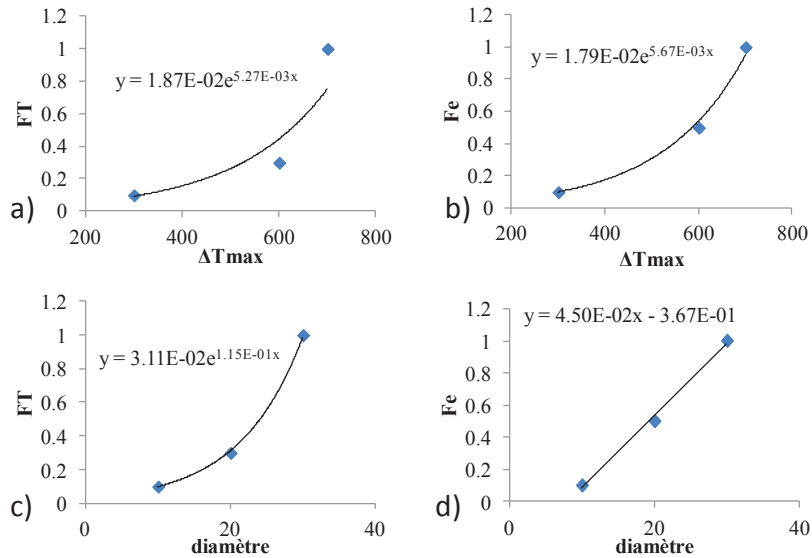 a)
FT
1.2
1
0.8
0.6
0.4
0.2
0
y = 1.87E-02e^5.27E-03x
200 400 600 800
ΔTmax
b)
Fe
1.2
1
0.8
0.6
0.4
0.2
0
y = 1.79E-02e^5.67E-03x
200 400 600 800
ΔTmax
c)
FT
1.2
1
0.8
0.6
0.4
0.2
0
y = 3.11E-02e^1.15E-01x
0 20 40
diamètre
d)
Fe
1.2
1
0.8
0.6
0.4
0.2
0
y = 4.50E-02x - 3.67E-01
0 20 40
diamètre